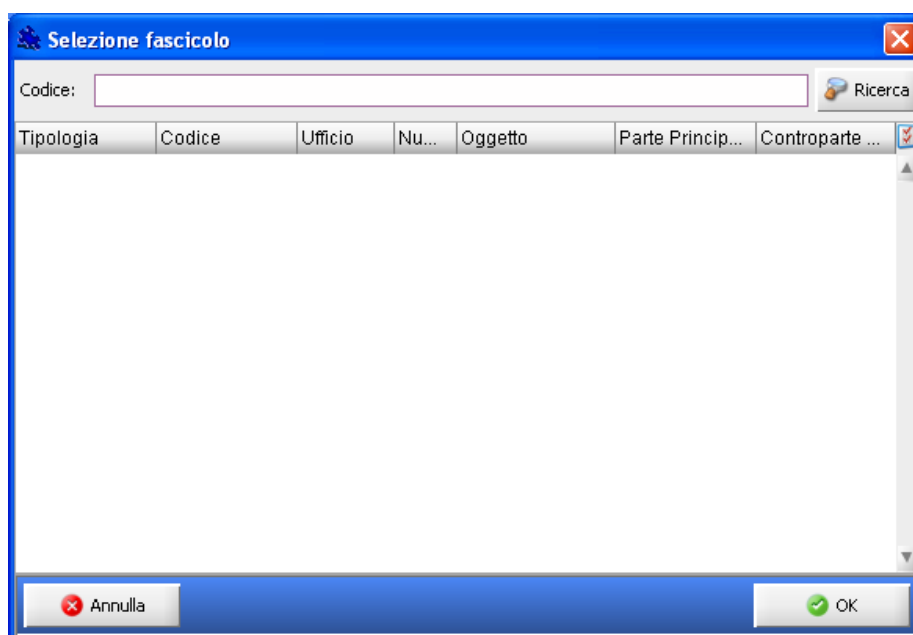 Selezione fascicolo
Codice: Ricerca
Tipologia Codice Ufficio Nu... Oggetto Parte Princip... Controparte ...
Annulla OK